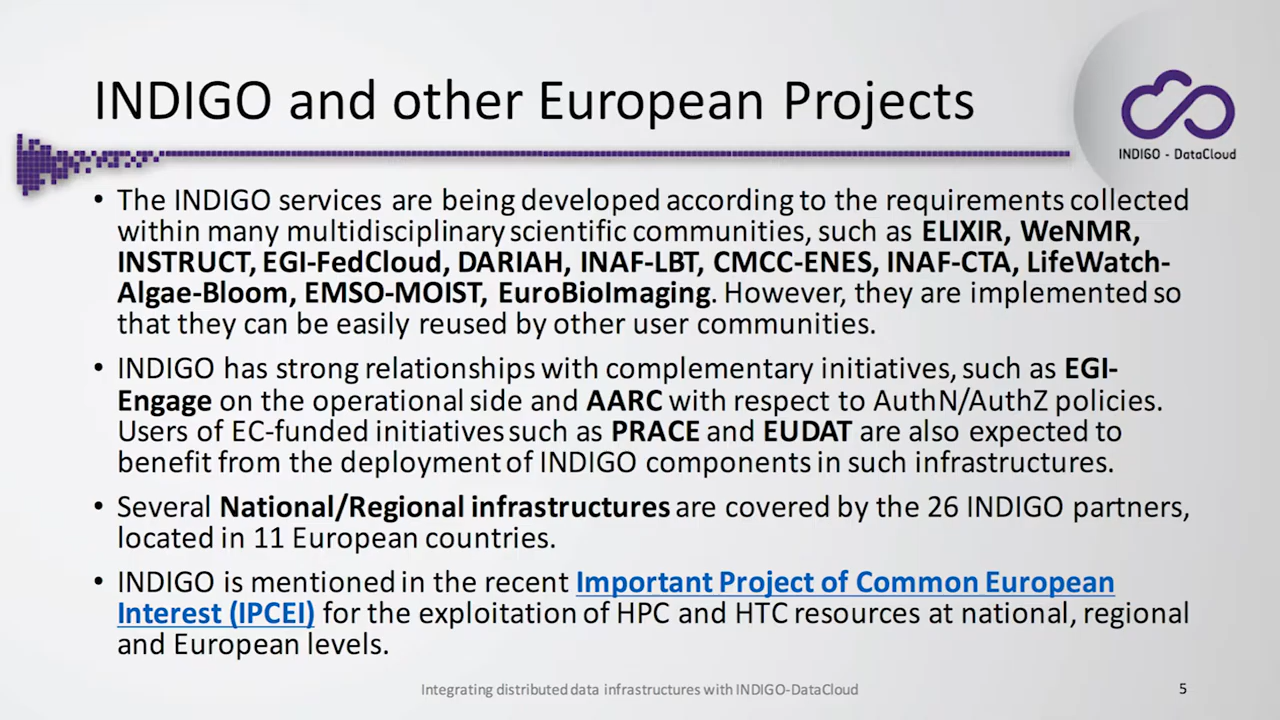 INDIGO and other European Projects
INDIGO - DataCloud
• The INDIGO services are being developed according to the requirements collected
within many multidisciplinary scientific communities, such as ELIXIR, WeNMR,
INSTRUCT, EGI-FedCloud, DARIAH, INAF-LBT, CMCC-ENES, INAF-CTA, LifeWatch-
Algae-Bloom, EMSO-MOIST, EuroBioImaging. However, they are implemented so
that they can be easily reused by other user communities.
• INDIGO has strong relationships with complementary initiatives, such as EGI-
Engage on the operational side and AARC with respect to AuthN/AuthZ policies.
Users of EC-funded initiatives such as PRACE and EUDAT are also expected to
benefit from the deployment of INDIGO components in such infrastructures.
• Several National/Regional infrastructures are covered by the 26 INDIGO partners,
located in 11 European countries.
• INDIGO is mentioned in the recent Important Project of Common European
Interest (IPCEI) for the exploitation of HPC and HTC resources at national, regional
and European levels.
Integrating distributed data infrastructures with INDIGO-DataCloud
5